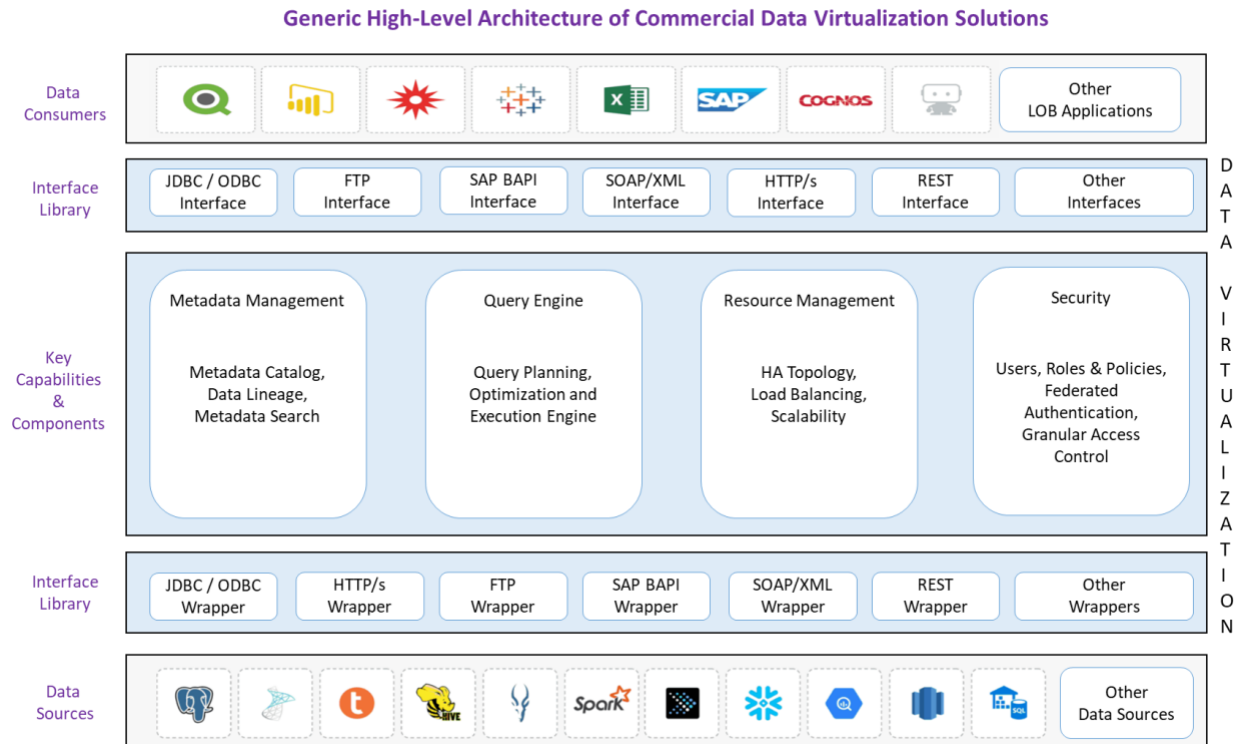 Generic High-Level Architecture of Commercial Data Virtualization Solutions
Data
Consumers
X
SAP
COGNOS
Other
LOB Applications
Interface
Library
JDBC / ODBC
Interface
FTP
Interface
SAP BAPI
Interface
SOAP/XML
Interface
HTTP/s
Interface
REST
Interface
Other
Interfaces
Key
Capabilities
&
Components
Metadata Management
Metadata Catalog,
Data Lineage,
Metadata Search
Query Engine
Query Planning,
Optimization and
Execution Engine
Resource Management
HA Topology,
Load Balancing,
Scalability
Security
Users, Roles & Policies,
Federated
Authentication,
Granular Access
Control
Interface
Library
JDBC / ODBC
Wrapper
HTTP/s
Wrapper
FTP
Wrapper
SAP BAPI
Wrapper
SOAP/XML
Wrapper
REST
Wrapper
Other
Wrappers
DATA VIRTUALIZATION
Data
Sources
t
HIVE
Spark
SQL
Other
Data Sources